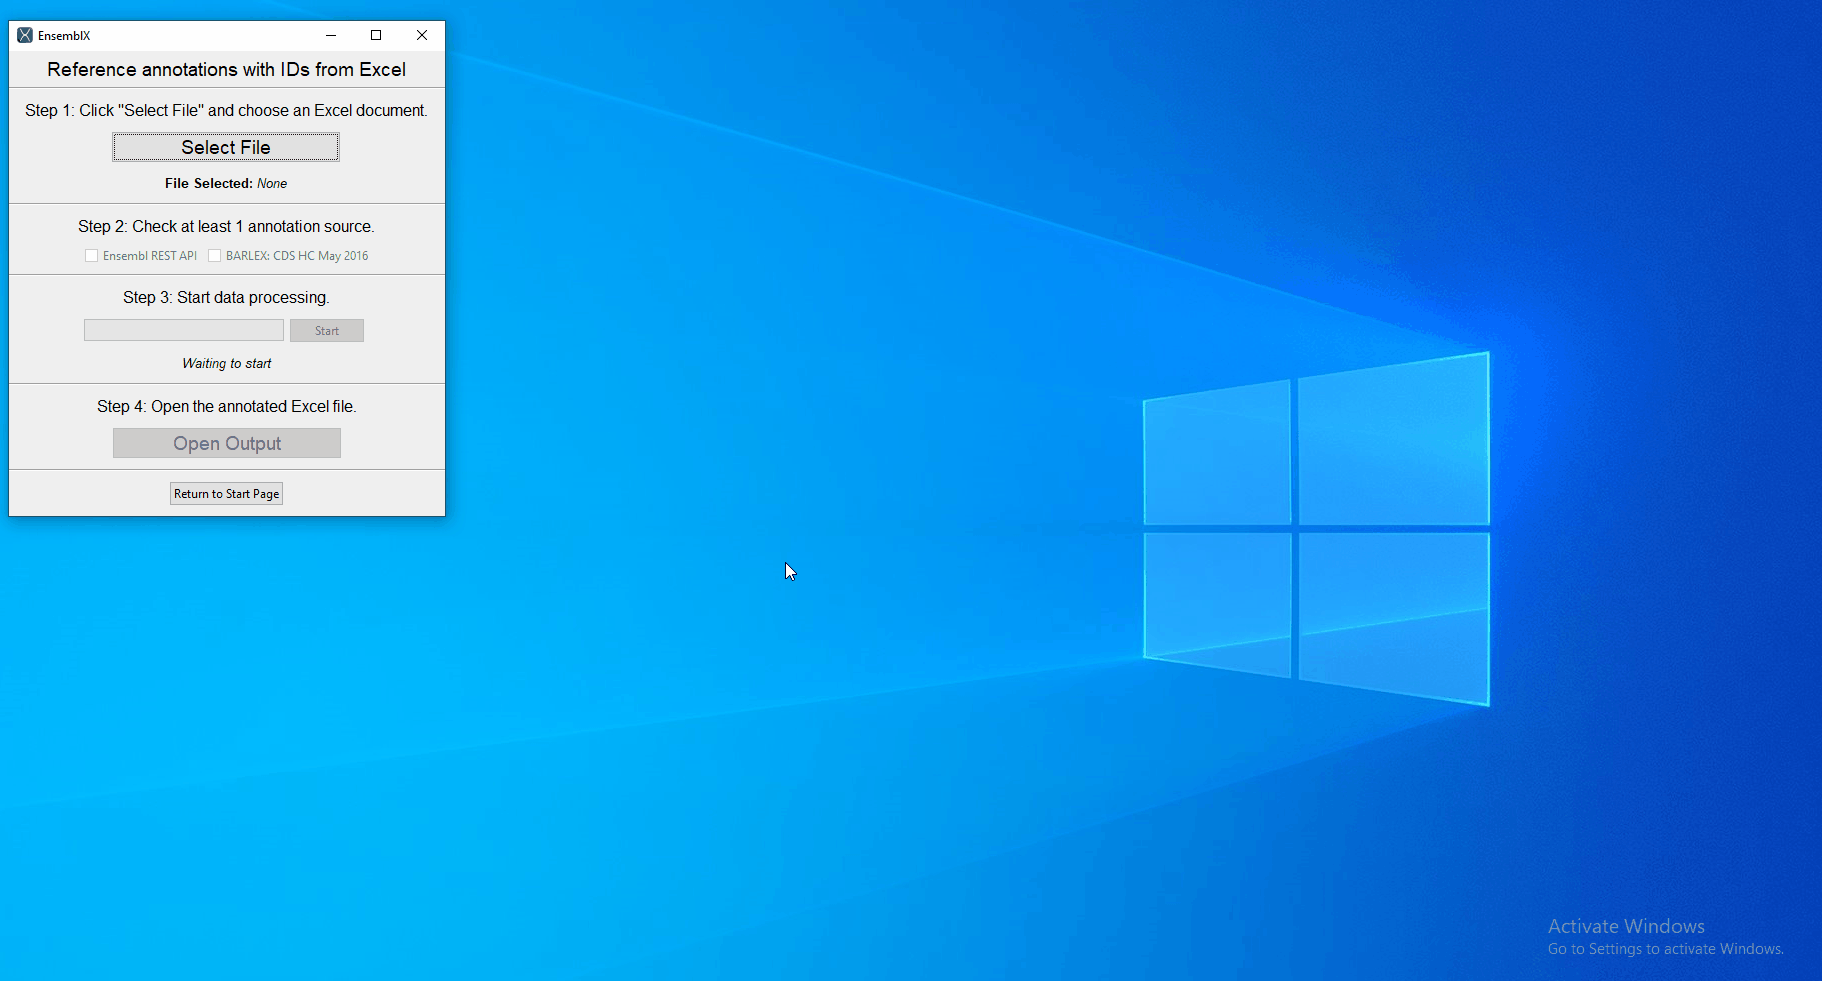 EnsemblX
Reference annotations with IDs from Excel
Step 1: Click "Select File" and choose an Excel document.
Select File
File Selected: None
Step 2: Check at least 1 annotation source.
Ensembl REST API BARLEX: CDS HC May 2016
Step 3: Start data processing.
Start
Waiting to start
Step 4: Open the annotated Excel file.
Open Output
Return to Start Page
Activate Windows
Go to Settings to activate Windows.